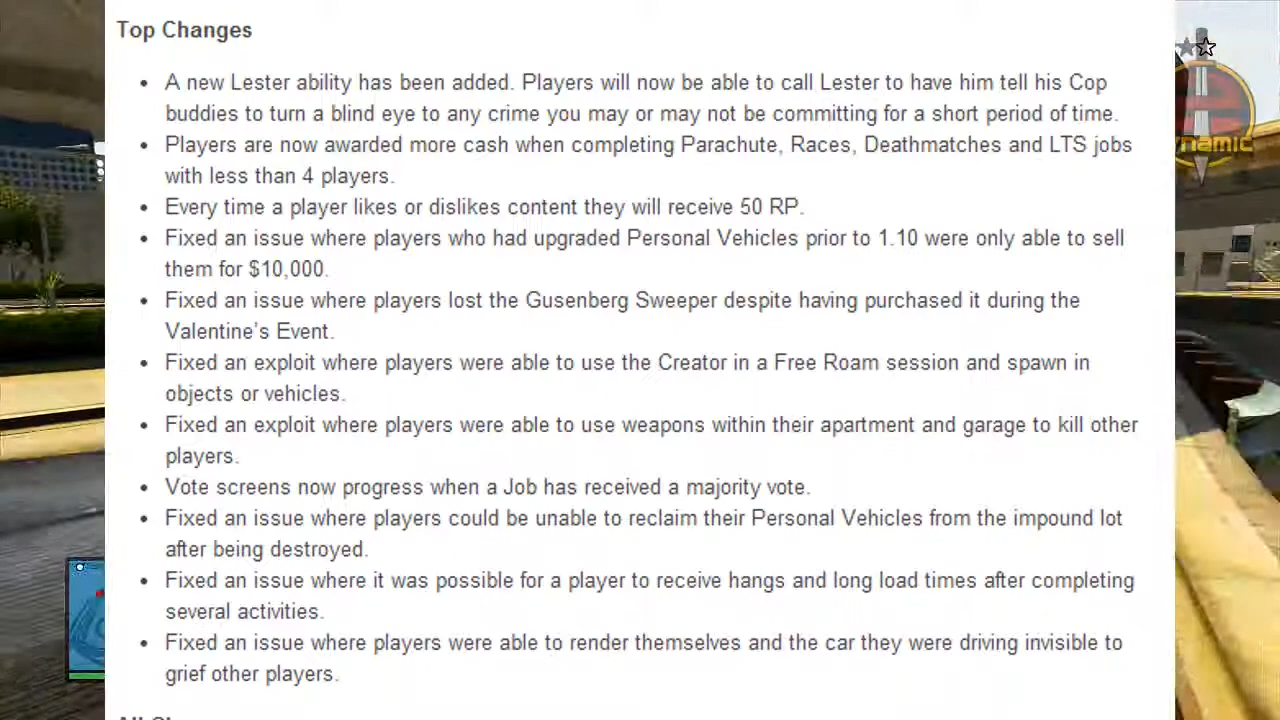 Top Changes
• A new Lester ability has been added. Players will now be able to call Lester to have him tell his Cop
buddies to turn a blind eye to any crime you may or may not be committing for a short period of time.
• Players are now awarded more cash when completing Parachute, Races, Deathmatches and LTS jobs
with less than 4 players.
• Every time a player likes or dislikes content they will receive 50 RP.
• Fixed an issue where players who had upgraded Personal Vehicles prior to 1.10 were only able to sell
them for $10,000.
• Fixed an issue where players lost the Gusenberg Sweeper despite having purchased it during the
Valentine's Event.
• Fixed an exploit where players were able to use the Creator in a Free Roam session and spawn in
objects or vehicles.
• Fixed an exploit where players were able to use weapons within their apartment and garage to kill other
players.
• Vote screens now progress when a Job has received a majority vote.
• Fixed an issue where players could be unable to reclaim their Personal Vehicles from the impound lot
after being destroyed.
• Fixed an issue where it was possible for a player to receive hangs and long load times after completing
several activities.
• Fixed an issue where players were able to render themselves and the car they were driving invisible to
grief other players.
namic